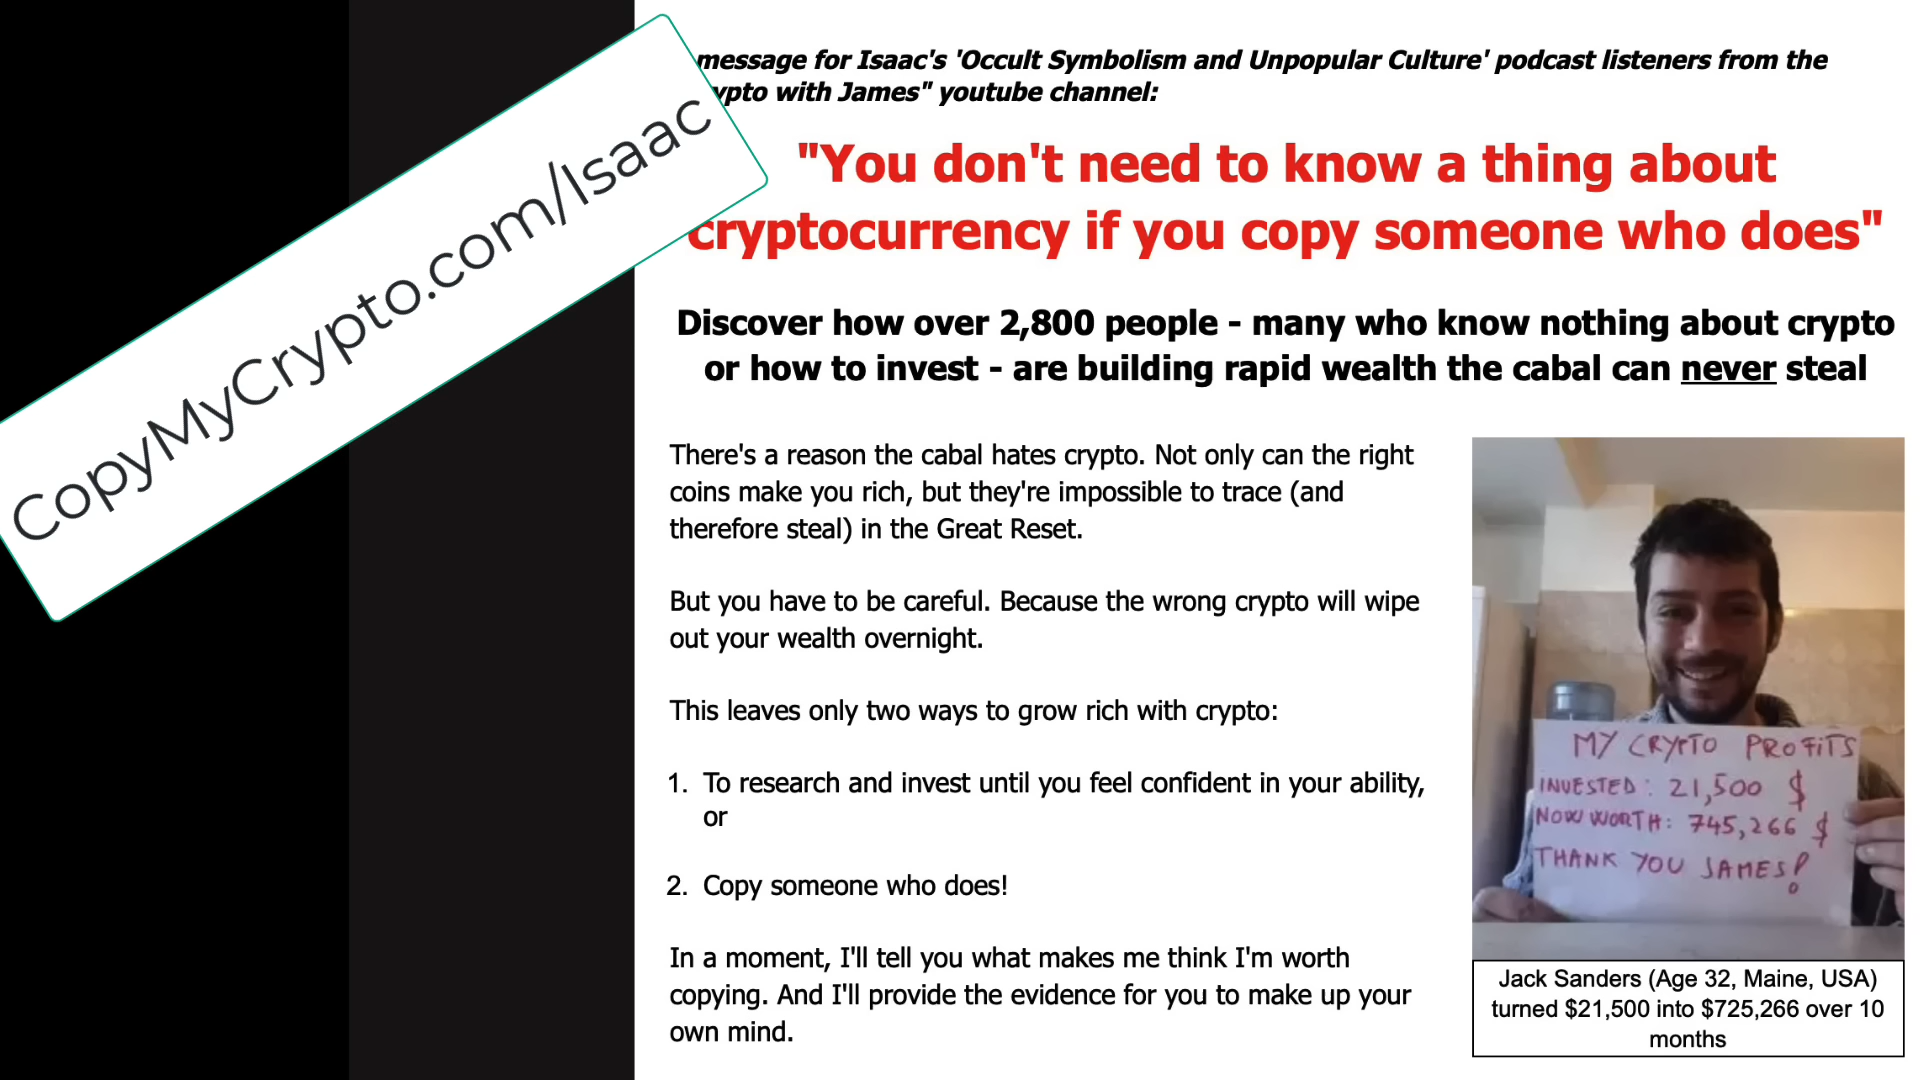 CopyMyCrypto.com/Isaac
message for Isaac's 'Occult Symbolism and Unpopular Culture' podcast listeners from the
with James" youtube channel:
"You don't need to know a thing about
cryptocurrency if you copy someone who does"
Discover how over 2,800 people - many who know nothing about crypto
or how to invest - are building rapid wealth the cabal can never steal
There's a reason the cabal hates crypto. Not only can the right
coins make you rich, but they're impossible to trace (and
therefore steal) in the Great Reset.
But you have to be careful. Because the wrong crypto will wipe
out your wealth overnight.
This leaves only two ways to grow rich with crypto:
1. To research and invest until you feel confident in your ability,
or
2. Copy someone who does!
In a moment, I'll tell you what makes me think I'm worth
copying. And I'll provide the evidence for you to make up your
own mind.
MY CRYPTO PROFITS
INVESTED: 21,500 $
NOW WORTH: 745,266 $
THANK YOU JAMES!
Jack Sanders (Age 32, Maine, USA)
turned $21,500 into $725,266 over 10
months